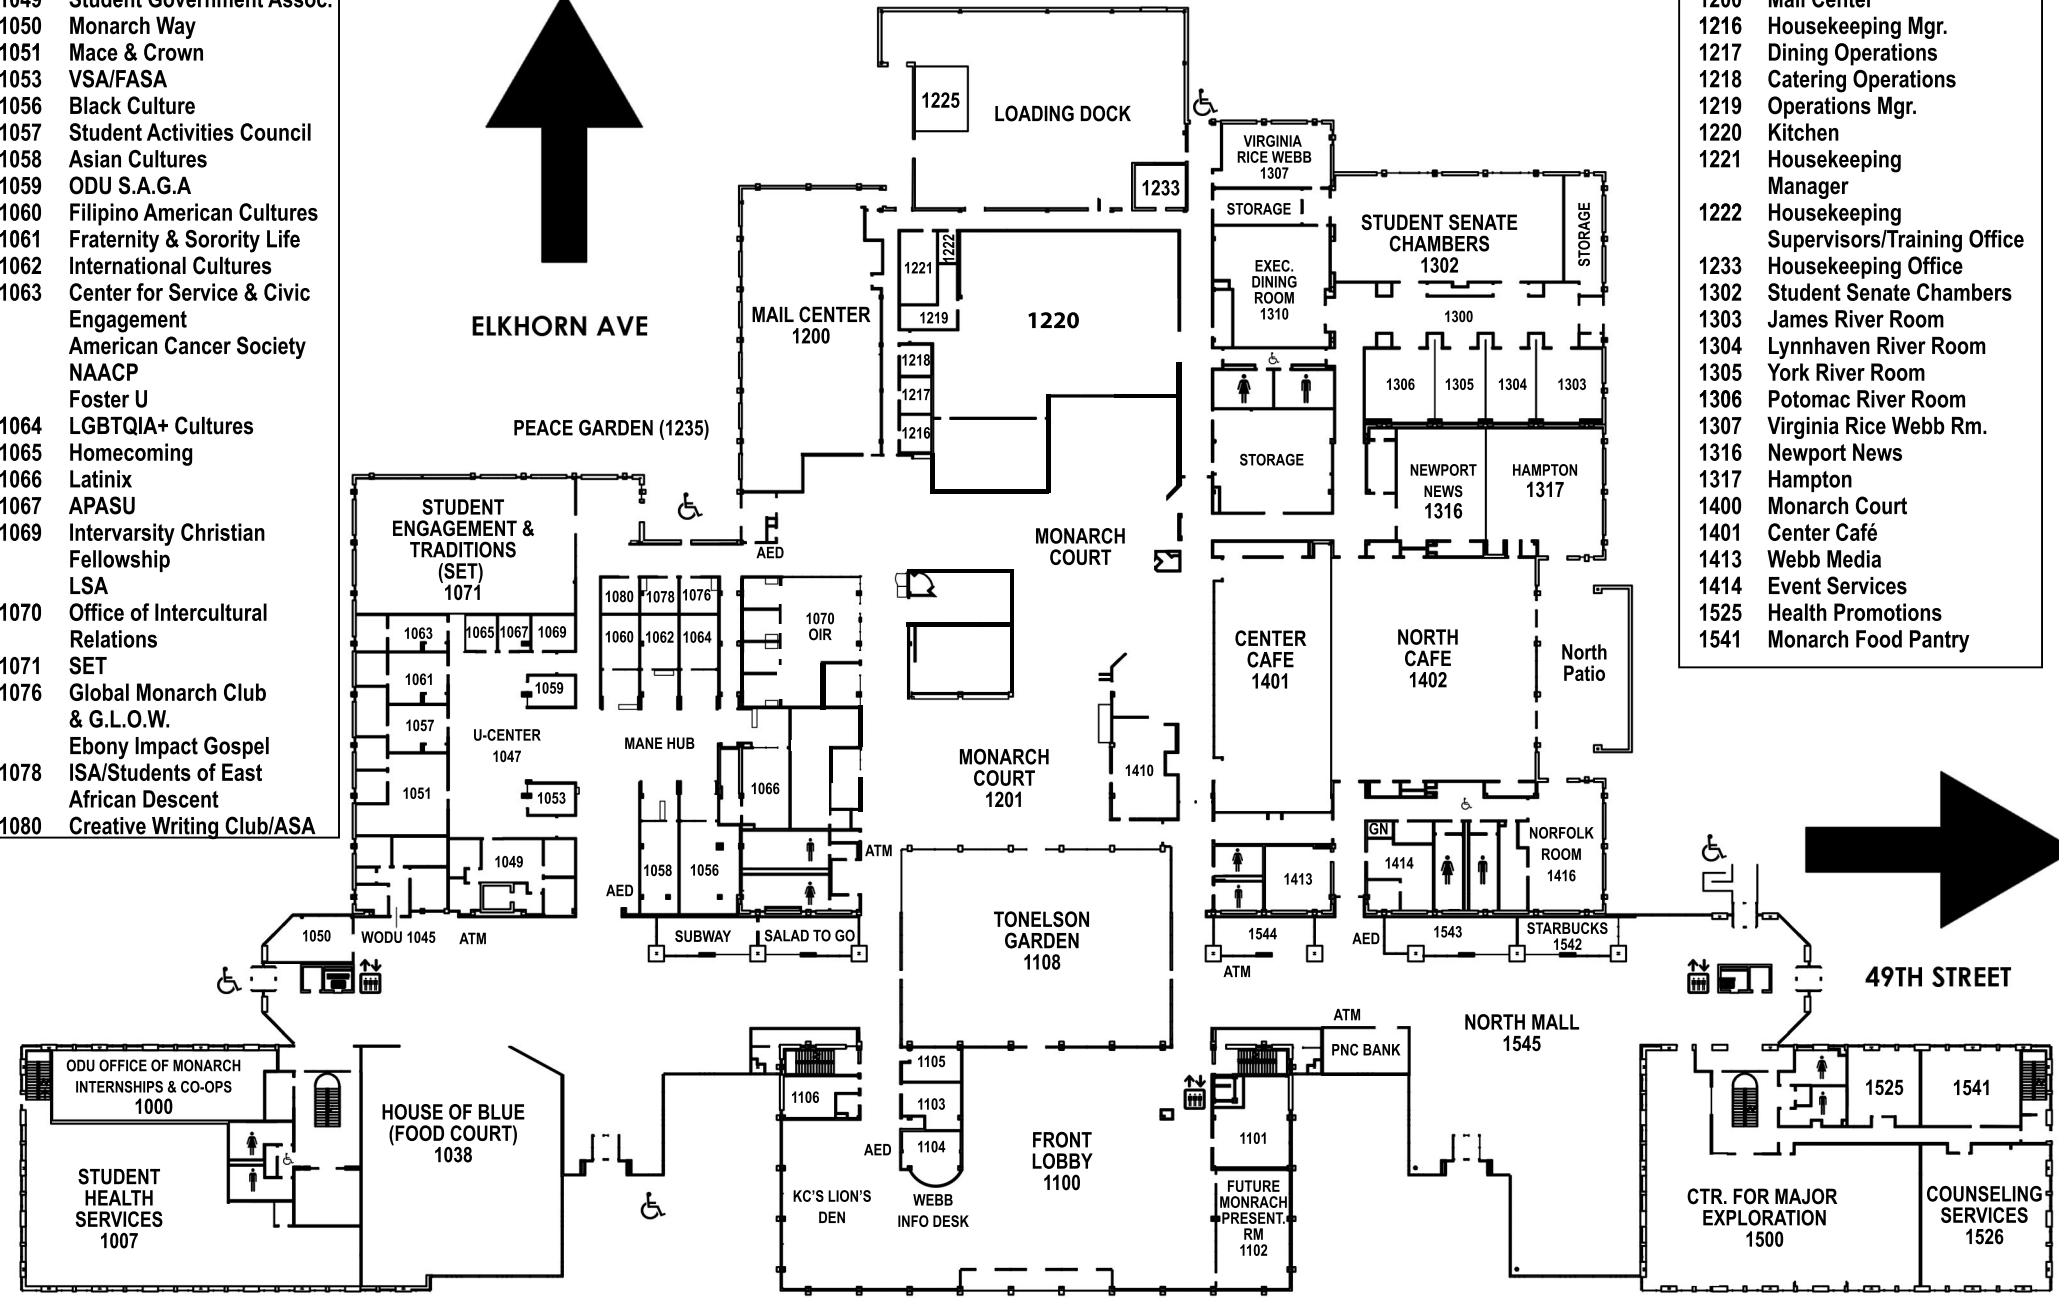 1049 Student Government Assoc.
1050 Monarch Way
1051 Mace & Crown
1053 VSA/FASA
1056 Black Culture
1057 Student Activities Council
1058 Asian Cultures
1059 ODU S.A.G.A
1060 Filipino American Cultures
1061 Fraternity & Sorority Life
1062 International Cultures
1063 Center for Service & Civic
Engagement
American Cancer Society
NAACP
Foster U
1064 LGBTQIA+ Cultures
1065 Homecoming
1066 Latinix
1067 APASU
1069 Intervarsity Christian
Fellowship
LSA
1070 Office of Intercultural
Relations
1071 SET
1076 Global Monarch Club
& G.L.O.W.
Ebony Impact Gospel
1078 ISA/Students of East
African Descent
1080 Creative Writing Club/ASA
1200 Mail Center
1216 Housekeeping Mgr.
1217 Dining Operations
1218 Catering Operations
1219 Operations Mgr.
1220 Kitchen
1221 Housekeeping
Manager
1222 Housekeeping
Supervisors/Training Office
1233 Housekeeping Office
1302 Student Senate Chambers
1303 James River Room
1304 Lynnhaven River Room
1305 York River Room
1306 Potomac River Room
1307 Virginia Rice Webb Rm.
1316 Newport News
1317 Hampton
1400 Monarch Court
1401 Center Café
1413 Webb Media
1414 Event Services
1525 Health Promotions
1541 Monarch Food Pantry
ELKHORN AVE
PEACE GARDEN (1235)
1225
LOADING DOCK
1233
VIRGINIA
RICE WEBB
1307
STORAGE
STUDENT SENATE
CHAMBERS
1302
STORAGE
EXEC.
DINING
ROOM
1310
1300
MAIL CENTER
1200
1221
1222
1219
1220
1218
1217
1216
1306
1305
1304
1303
STORAGE
NEWPORT
NEWS
1316
HAMPTON
1317
STUDENT
ENGAGEMENT &
TRADITIONS
(SET)
1071
AED
MONARCH
COURT
1080
1078
1076
1060
1062
1064
1070
OIR
1063
1065
1067
1069
1061
1059
1057
U-CENTER
1047
MANE HUB
1051
1053
1066
MONARCH
COURT
1201
1410
CENTER
CAFE
1401
NORTH
CAFE
1402
North
Patio
1049
1058
1056
AED
ATM
GN
1414
1413
NORFOLK
ROOM
1416
1050
WODU 1045
ATM
SUBWAY
SALAD TO GO
TONELSON
GARDEN
1108
1544
ATM
AED
1543
STARBUCKS
1542
49TH STREET
NORTH MALL
1545
ATM
PNC BANK
ODU OFFICE OF MONARCH
INTERNSHIPS & CO-OPS
1000
HOUSE OF BLUE
(FOOD COURT)
1038
STUDENT
HEALTH
SERVICES
1007
1106
1105
1103
1104
AED
KC'S LION'S
DEN
WEBB
INFO DESK
FRONT
LOBBY
1100
1101
FUTURE
MONRACH
PRESENT.
RM
1102
1525
1541
CTR. FOR MAJOR
EXPLORATION
1500
COUNSELING
SERVICES
1526